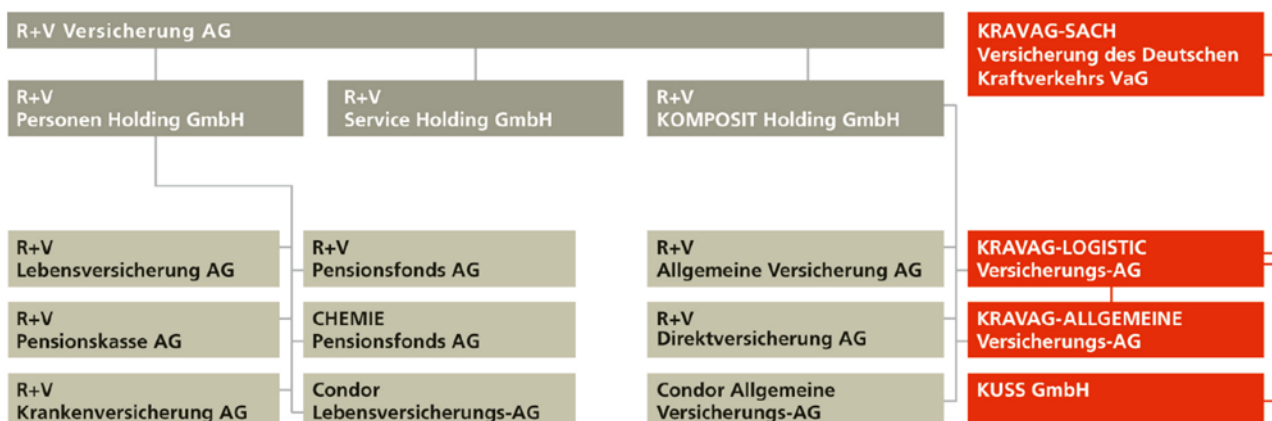 R+V Versicherung AG
KRAVAG-SACH
Versicherung des Deutschen
Kraftverkehrs VaG
R+V
Personen Holding GmbH
R+V
Service Holding GmbH
R+V
KOMPOSIT Holding GmbH
R+V
Lebensversicherung AG
R+V
Pensionsfonds AG
R+V
Allgemeine Versicherung AG
KRAVAG-LOGISTIC
Versicherungs-AG
R+V
Pensionskasse AG
CHEMIE
Pensionsfonds AG
R+V
Direktversicherung AG
KRAVAG-ALLGEMEINE
Versicherungs-AG
R+V
Krankenversicherung AG
Condor
Lebensversicherungs-AG
Condor Allgemeine
Versicherungs-AG
KUSS GmbH